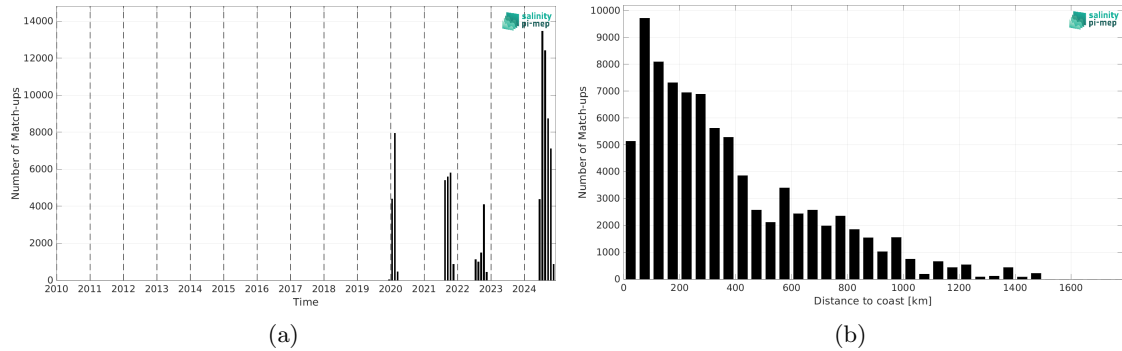 salinity
pi-mep
14000
12000
10000
8000
6000
4000
2000
0
Number of Match-ups
2010 2011 2012 2013 2014 2015 2016 2017 2018 2019 2020 2021 2022 2023 2024
Time
(a)
salinity
pi-mep
10000
9000
8000
7000
6000
5000
4000
3000
2000
1000
0
Number of Match-ups
0 200 400 600 800 1000 1200 1400 1600
Distance to coast [km]
(b)